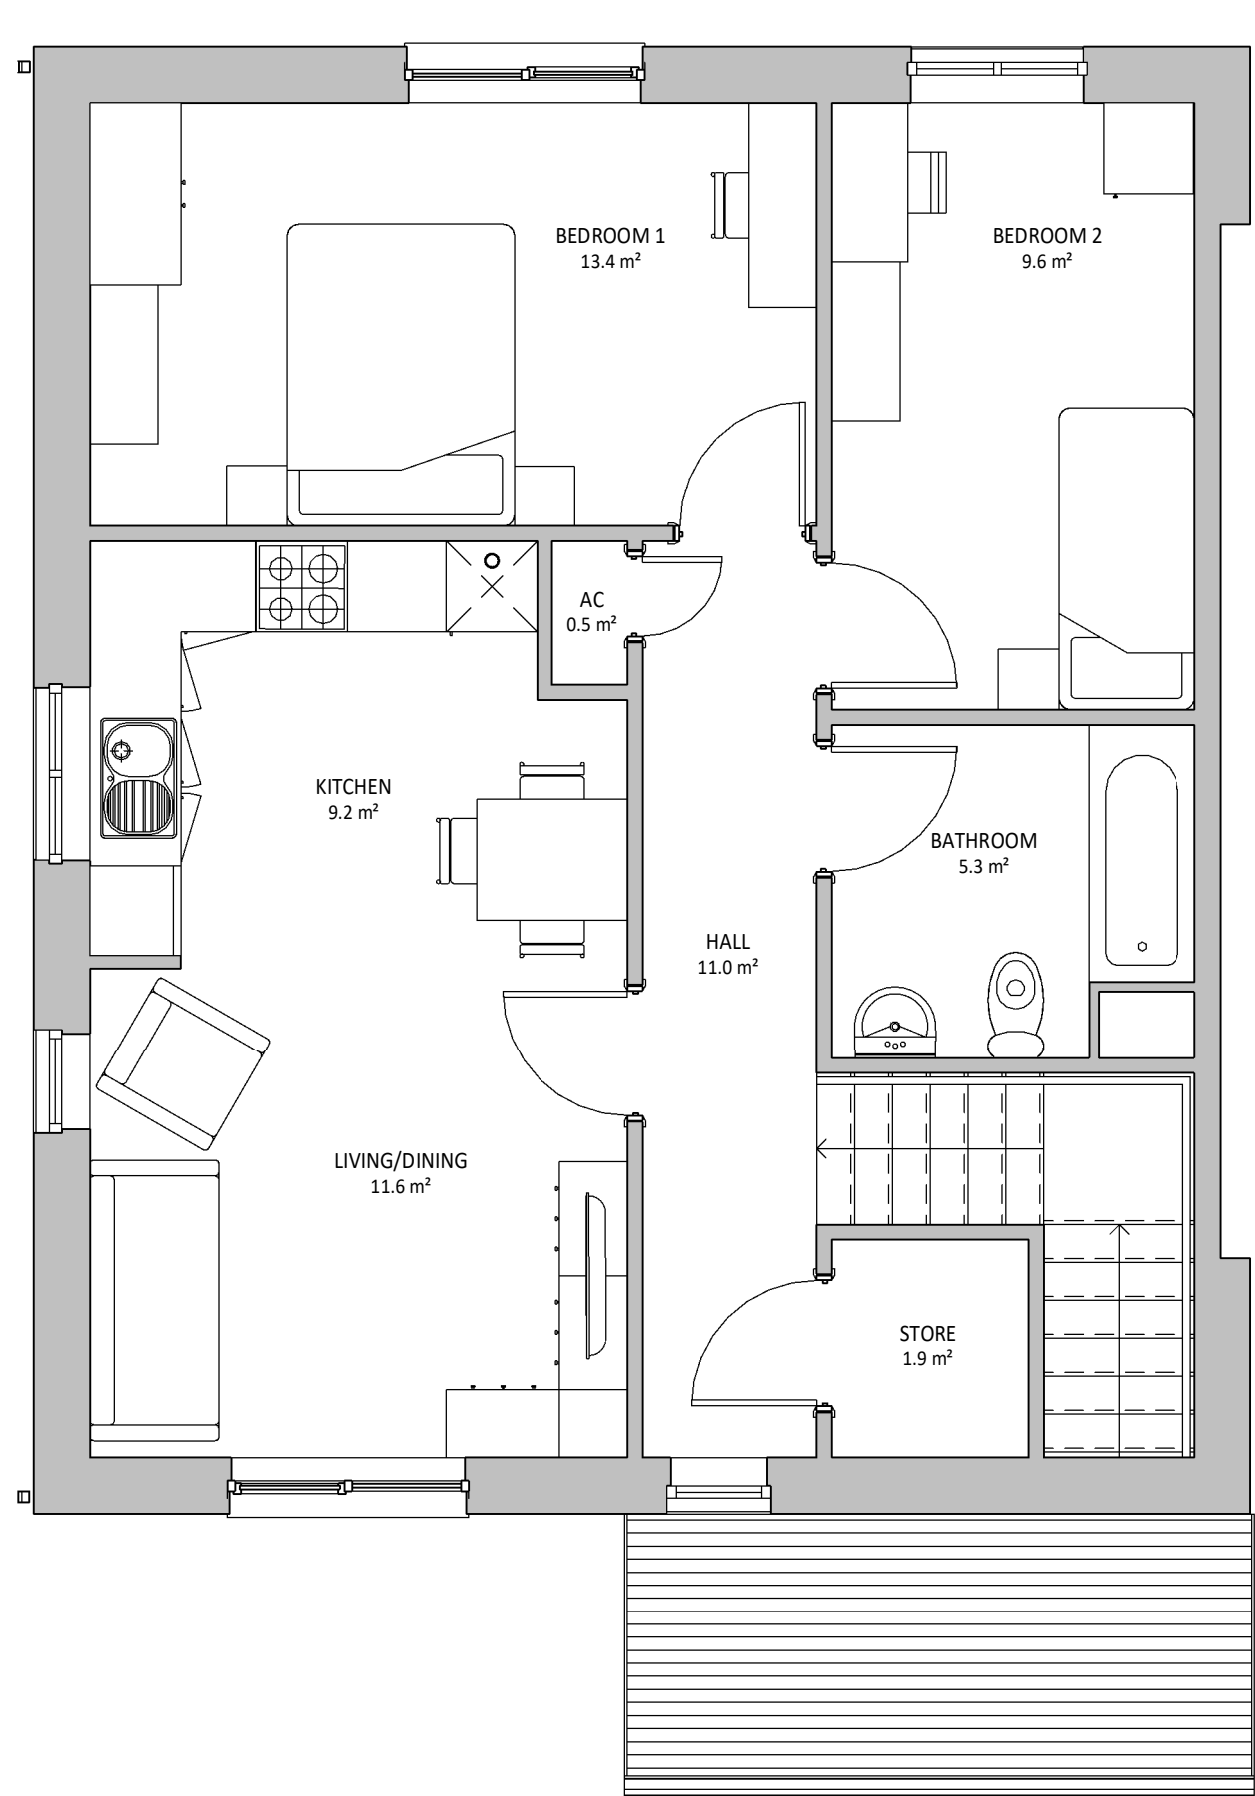 BEDROOM 1
13.4 m²
BEDROOM 2
9.6 m²
AC
0.5 m²
KITCHEN
9.2 m²
BATHROOM
5.3 m²
HALL
11.0 m²
LIVING/DINING
11.6 m²
STORE
1.9 m²